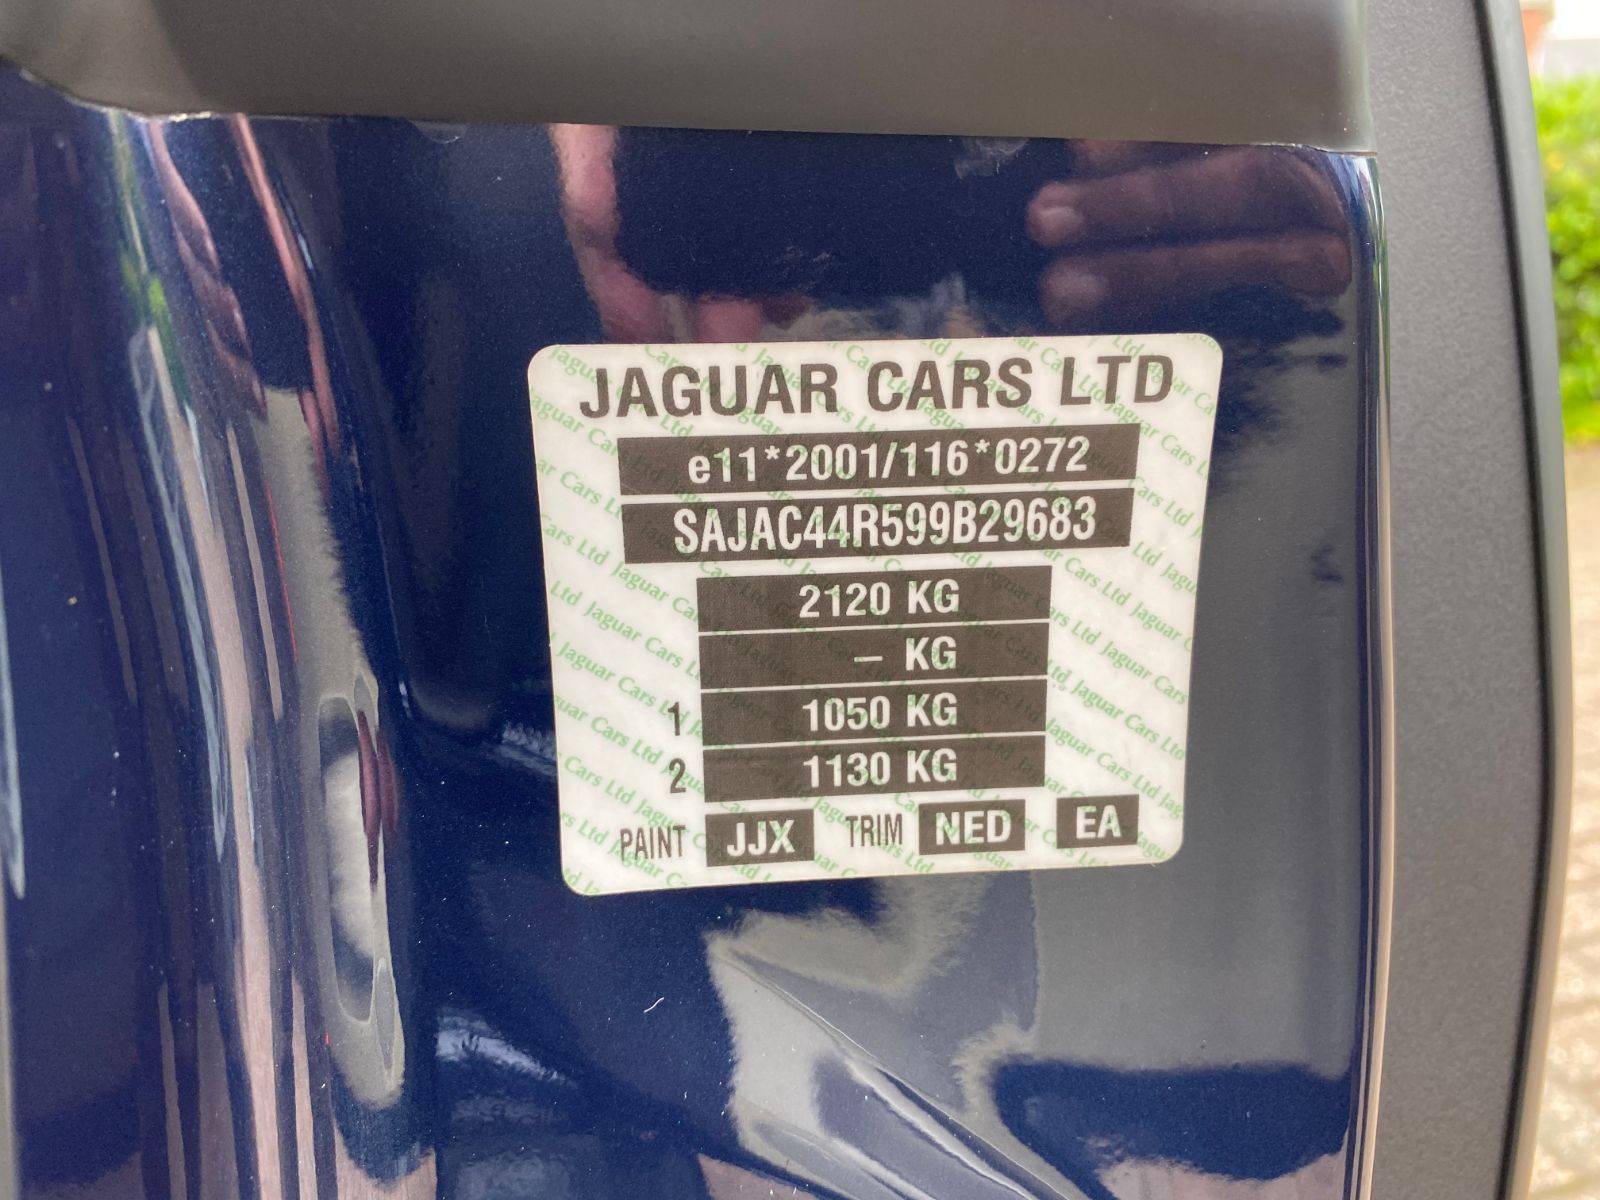 JAGUAR CARS LTD
e11*2001/116*0272
SAJAC44R599B29683
2120 KG
– KG
1 1050 KG
2 1130 KG
PAINT JJX TRIM NED EA